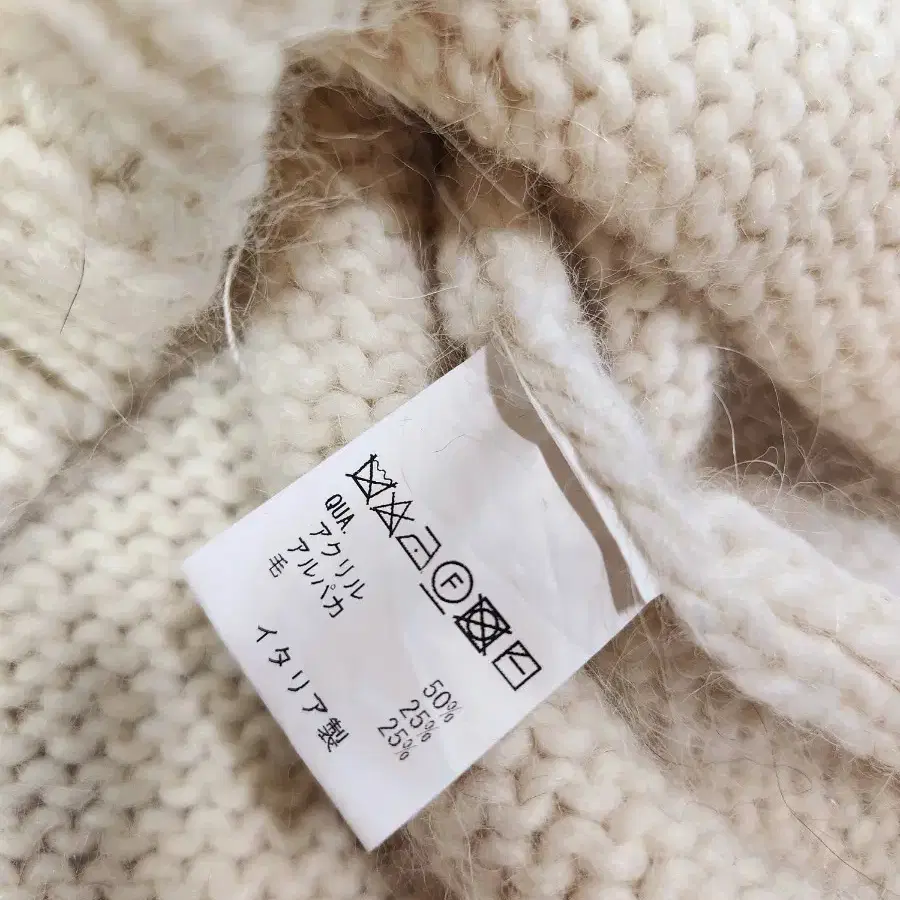 F
QUA.
アクリル 50%
アルパカ 25%
毛 25%
イタリア製